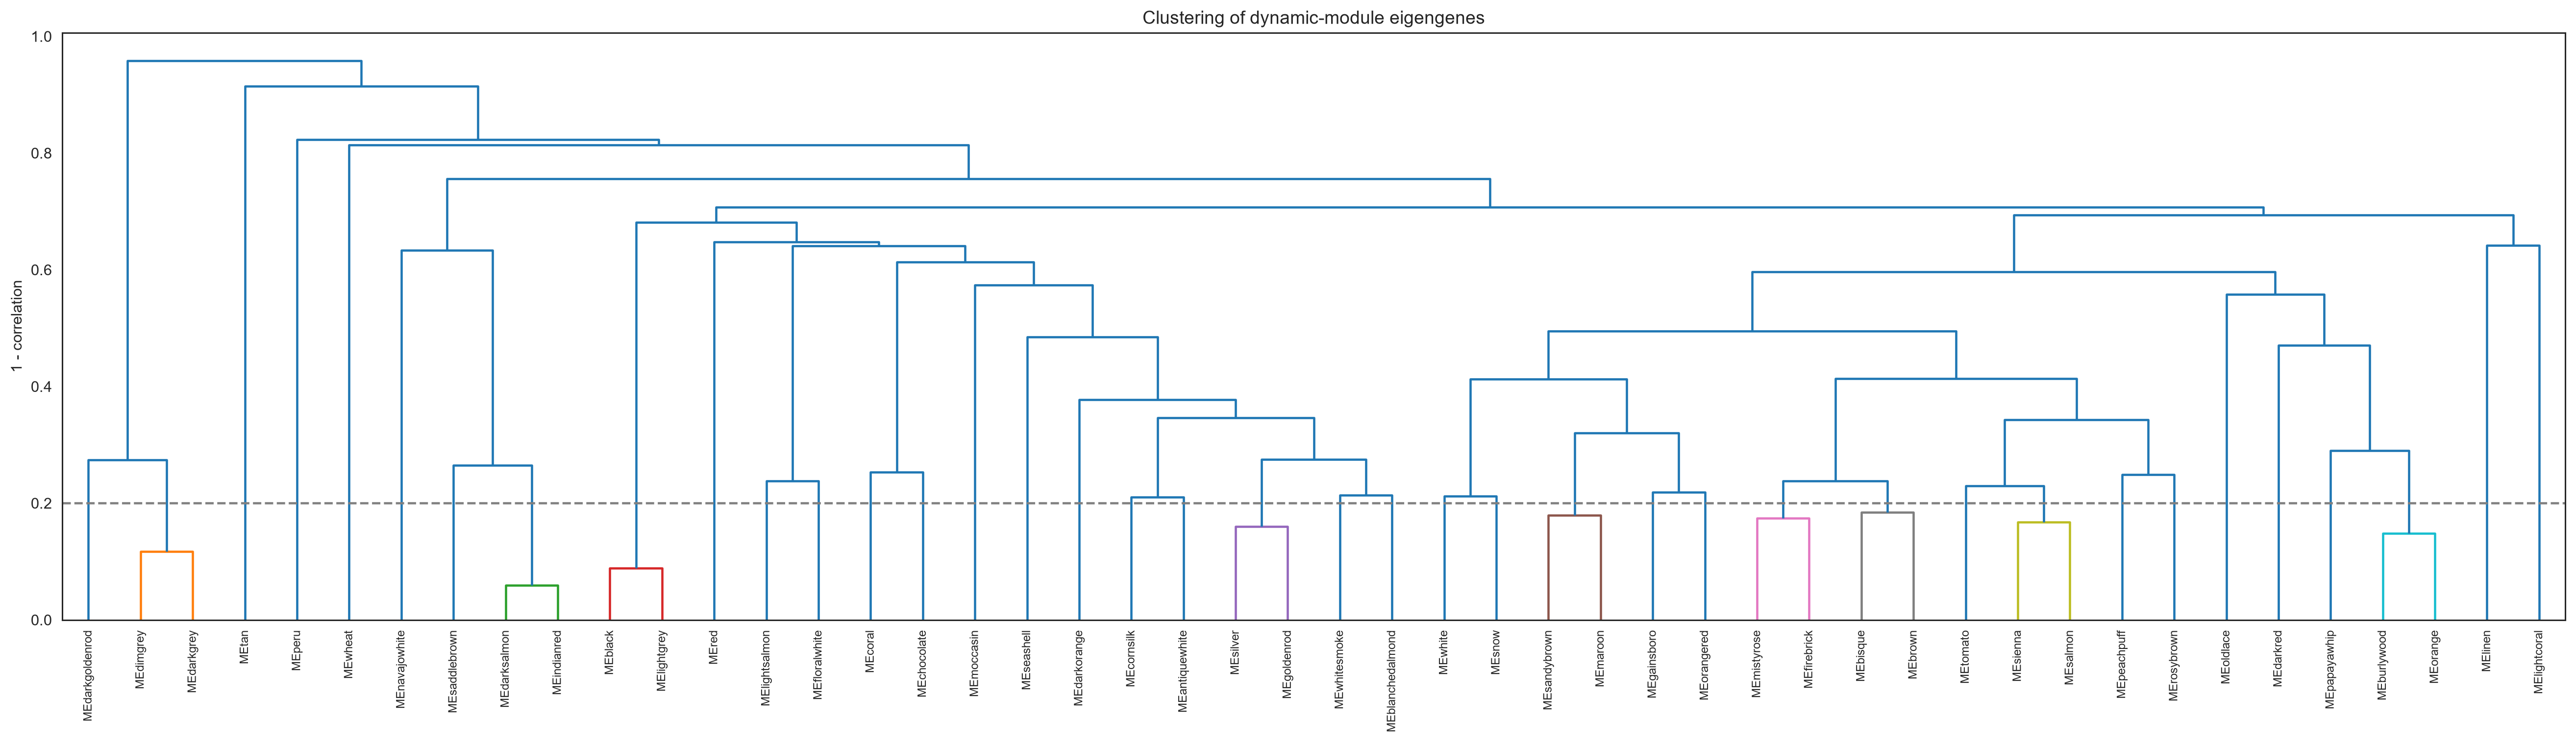 Clustering of dynamic-module eigengenes
1 - correlation
1.0
0.8
0.6
0.4
0.2
0.0
MEdarkgoldenrod
MEdimgrey
MEdarkgrey
MEtan
MEperu
MEwheat
MEnavajowhite
MEsaddlebrown
MEdarksalmon
MEindianred
MEblack
MElightgrey
MEred
MElightsalmon
MEfloralwhite
MEcoral
MEchocolate
MEmoccasin
MEseashell
MEdarkorange
MEcornsilk
MEantiquewhite
MEsilver
MEgoldenrod
MEwhitesmoke
MEblanchedalmond
MEwhite
MEsnow
MEsandybrown
MEmaroon
MEgainsboro
MEorangered
MEmistyrose
MEfirebrick
MEbisque
MEbrown
MEtomato
MEsienna
MEsalmon
MEpeachpuff
MErosybrown
MEoldlace
MEdarkred
MEpapayawhip
MEburlywood
MEorange
MElinen
MElightcoral